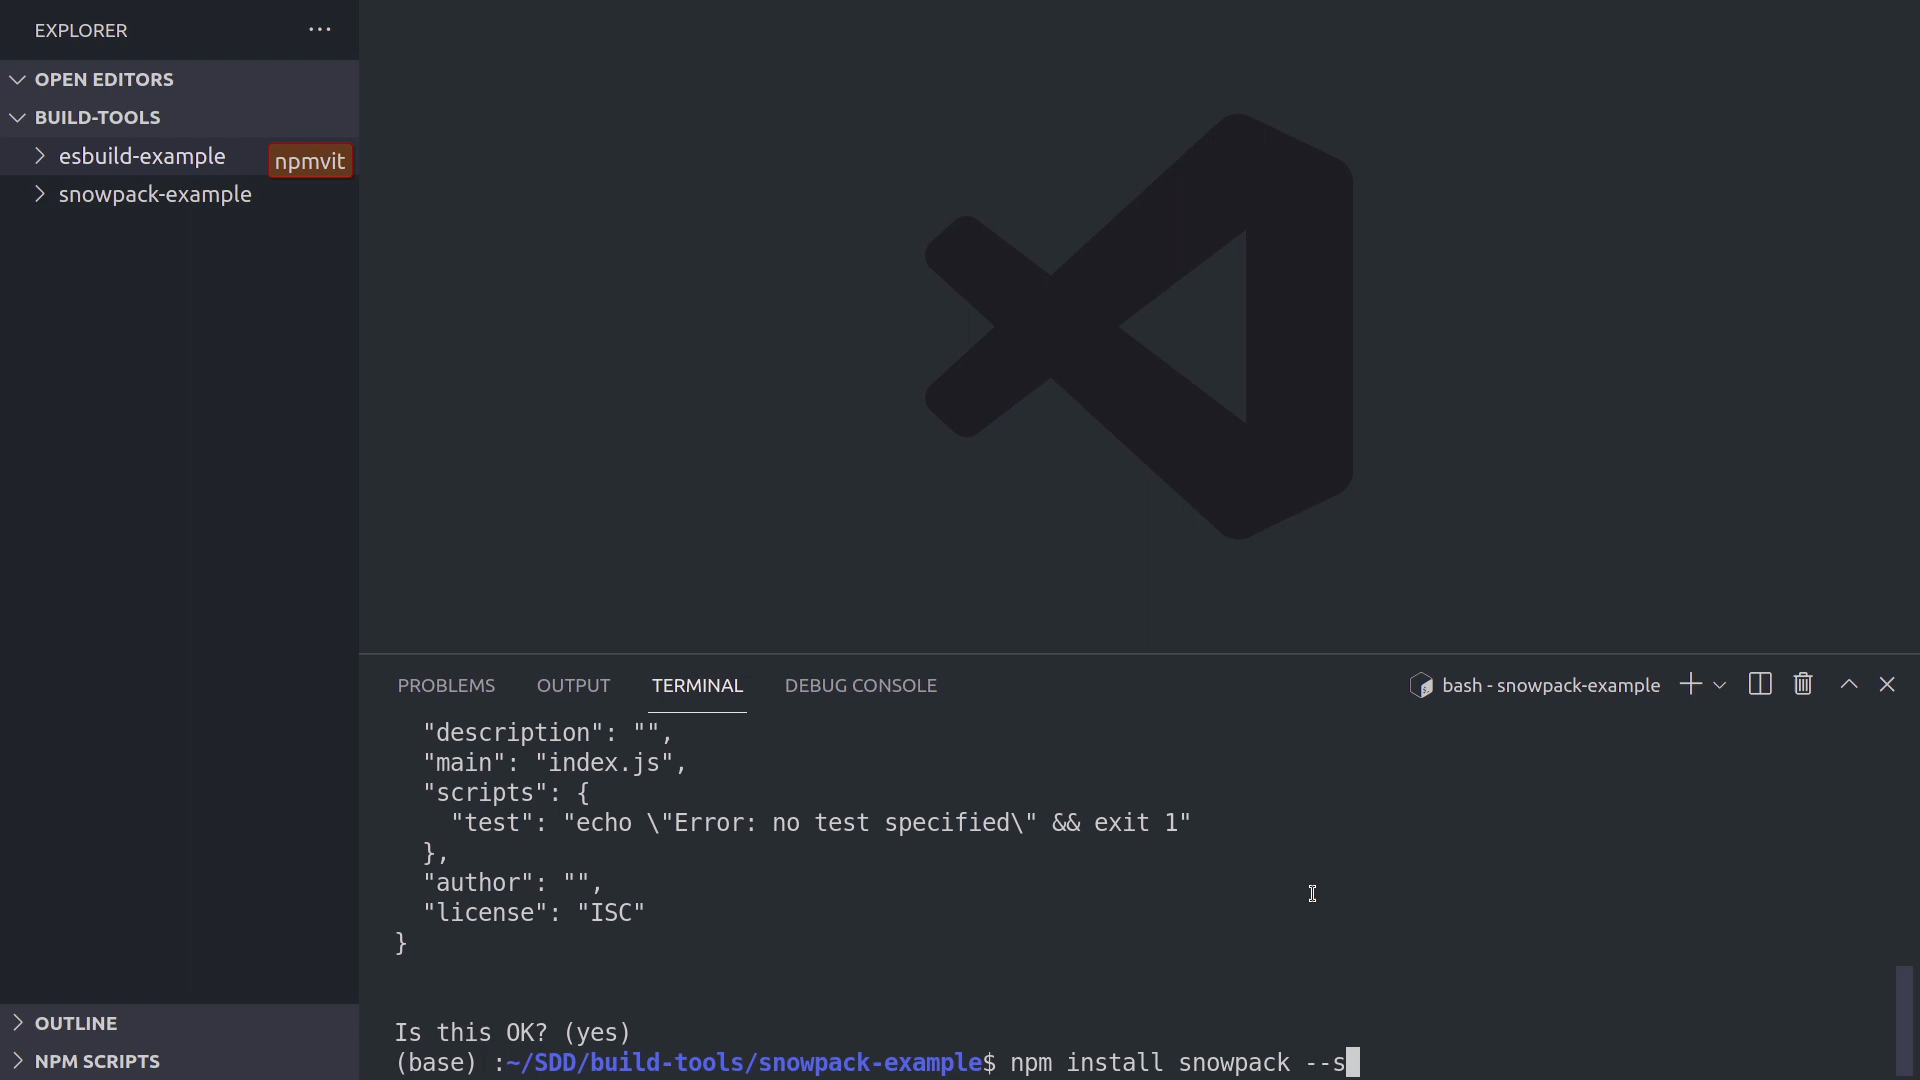 EXPLORER
OPEN EDITORS
BUILD-TOOLS
esbuild-example
npmvit
snowpack-example
OUTLINE
NPM SCRIPTS
PROBLEMS OUTPUT TERMINAL DEBUG CONSOLE
bash - snowpack-example
"description": "",
"main": "index.js",
"scripts": {
"test": "echo \"Error: no test specified\" && exit 1"
},
"author": "",
"license": "ISC"
}
Is this OK? (yes)
(base) :~/SDD/build-tools/snowpack-example$ npm install snowpack --s